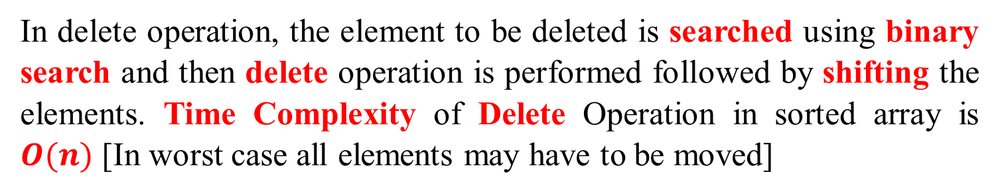 In delete operation, the element to be deleted is searched using binary
search and then delete operation is performed followed by shifting the
elements. Time Complexity of Delete Operation in sorted array is
O(n) [In worst case all elements may have to be moved]